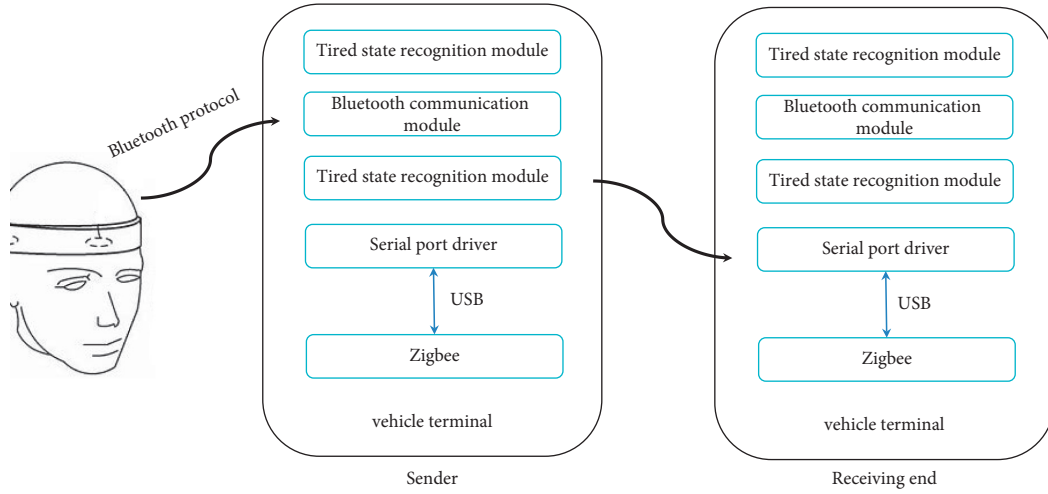 Bluetooth protocol
Tired state recognition module
Bluetooth communication
module
Tired state recognition module
Serial port driver
USB
Zigbee
vehicle terminal
Sender
Tired state recognition module
Bluetooth communication
module
Tired state recognition module
Serial port driver
USB
Zigbee
vehicle terminal
Receiving end